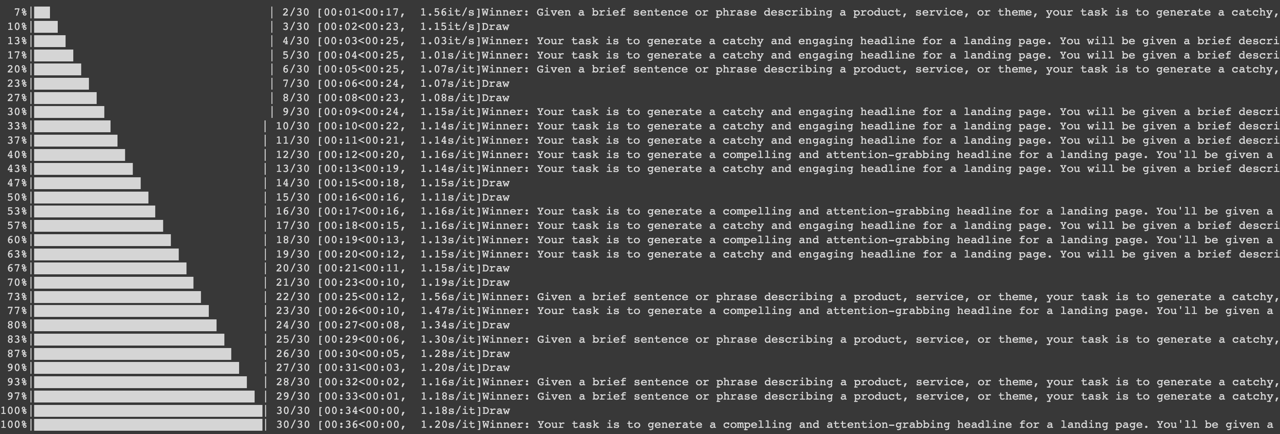 7%| | 2/30 [00:01<00:17, 1.56it/s]Winner: Given a brief sentence or phrase describing a product, service, or theme, your task is to generate a catchy,
10%| | 3/30 [00:02<00:23, 1.15it/s]Draw
13%| | 4/30 [00:03<00:25, 1.03it/s]Winner: Your task is to generate a catchy and engaging headline for a landing page. You will be given a brief descri
17%| | 5/30 [00:04<00:25, 1.01s/it]Winner: Your task is to generate a catchy and engaging headline for a landing page. You will be given a brief descri
20%| | 6/30 [00:05<00:25, 1.07s/it]Winner: Given a brief sentence or phrase describing a product, service, or theme, your task is to generate a catchy,
23%| | 7/30 [00:06<00:24, 1.07s/it]Draw
27%| | 8/30 [00:08<00:23, 1.08s/it]Draw
30%| | 9/30 [00:09<00:24, 1.15s/it]Winner: Your task is to generate a catchy and engaging headline for a landing page. You will be given a brief descri
33%| | 10/30 [00:10<00:22, 1.14s/it]Winner: Your task is to generate a catchy and engaging headline for a landing page. You will be given a brief descri
37%| | 11/30 [00:11<00:21, 1.14s/it]Winner: Your task is to generate a catchy and engaging headline for a landing page. You will be given a brief descri
40%| | 12/30 [00:12<00:20, 1.16s/it]Winner: Your task is to generate a compelling and attention-grabbing headline for a landing page. You'll be given a
43%| | 13/30 [00:13<00:19, 1.14s/it]Winner: Your task is to generate a catchy and engaging headline for a landing page. You will be given a brief descri
47%| | 14/30 [00:15<00:18, 1.15s/it]Draw
50%| | 15/30 [00:16<00:16, 1.11s/it]Draw
53%| | 16/30 [00:17<00:16, 1.16s/it]Winner: Your task is to generate a compelling and attention-grabbing headline for a landing page. You'll be given a
57%| | 17/30 [00:18<00:15, 1.16s/it]Winner: Your task is to generate a catchy and engaging headline for a landing page. You will be given a brief descri
60%| | 18/30 [00:19<00:13, 1.13s/it]Winner: Your task is to generate a compelling and attention-grabbing headline for a landing page. You'll be given a
63%| | 19/30 [00:20<00:12, 1.15s/it]Winner: Your task is to generate a catchy and engaging headline for a landing page. You will be given a brief descri
67%| | 20/30 [00:21<00:11, 1.15s/it]Draw
70%| | 21/30 [00:23<00:10, 1.19s/it]Draw
73%| | 22/30 [00:25<00:12, 1.56s/it]Winner: Given a brief sentence or phrase describing a product, service, or theme, your task is to generate a catchy,
77%| | 23/30 [00:26<00:10, 1.47s/it]Winner: Your task is to generate a compelling and attention-grabbing headline for a landing page. You'll be given a
80%| | 24/30 [00:27<00:08, 1.34s/it]Draw
83%| | 25/30 [00:29<00:06, 1.30s/it]Winner: Given a brief sentence or phrase describing a product, service, or theme, your task is to generate a catchy,
87%| | 26/30 [00:30<00:05, 1.28s/it]Draw
90%| | 27/30 [00:31<00:03, 1.20s/it]Draw
93%| | 28/30 [00:32<00:02, 1.16s/it]Winner: Given a brief sentence or phrase describing a product, service, or theme, your task is to generate a catchy,
97%| | 29/30 [00:33<00:01, 1.18s/it]Winner: Given a brief sentence or phrase describing a product, service, or theme, your task is to generate a catchy,
100%| | 30/30 [00:34<00:00, 1.18s/it]Draw
100%| | 30/30 [00:36<00:00, 1.20s/it]Winner: Your task is to generate a compelling and attention-grabbing headline for a landing page. You'll be given a